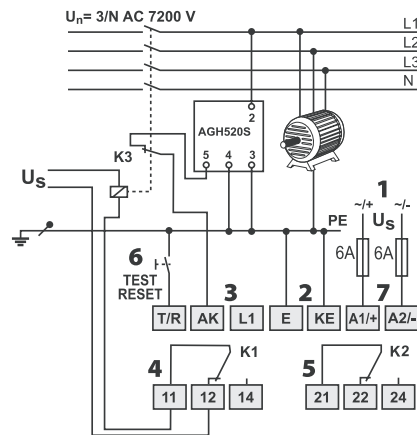 Un= 3/N AC 7200 V
L1
L2
L3
N
2
AGH520S
5 4 3
K3
Us
1
~/+ ~/-
Us
PE
6A 6A
6
TEST
RESET
3 2 7
T/R AK L1 E KE A1/+ A2/-
4 K1 5 K2
11 12 14 21 22 24